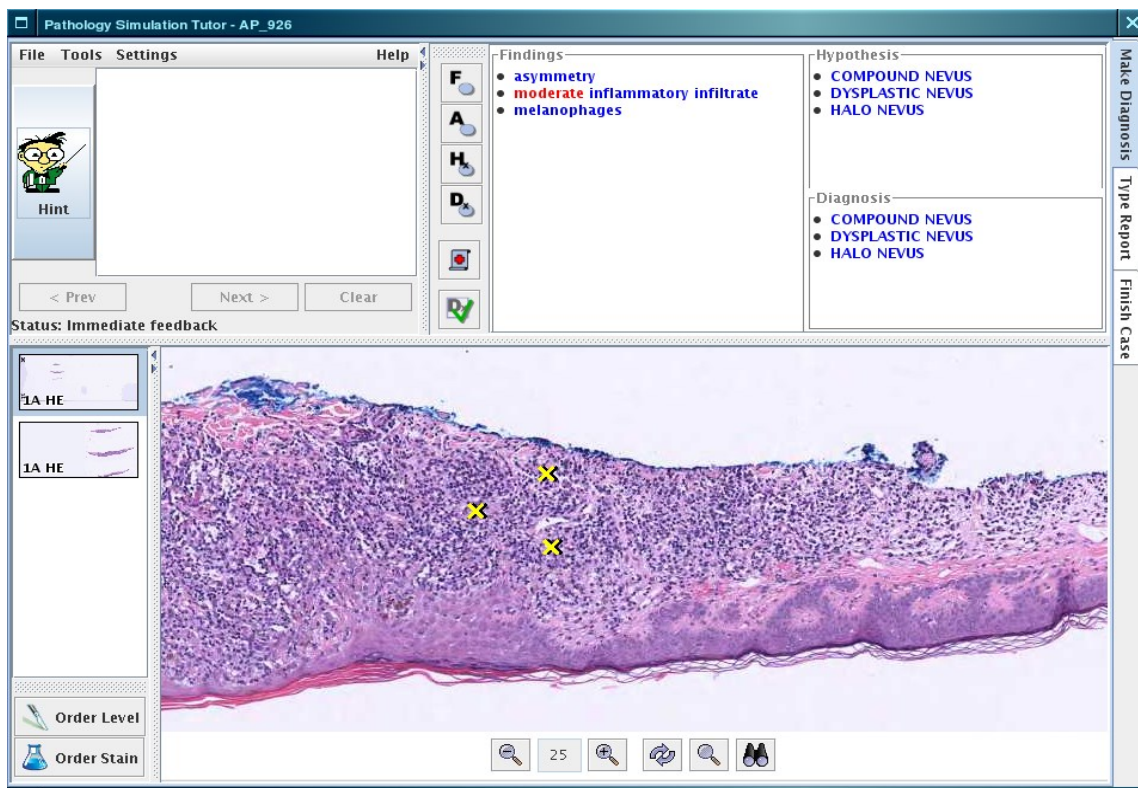 Pathology Simulation Tutor - AP_926
File Tools Settings Help
Hint
< Prev Next > Clear
Status: Immediate feedback
F
A
Hx
Dx
D
Findings
asymmetry
moderate inflammatory infiltrate
melanophages
Hypothesis
COMPOUND NEVUS
DYSPLASTIC NEVUS
HALO NEVUS
Diagnosis
COMPOUND NEVUS
DYSPLASTIC NEVUS
HALO NEVUS
Make Diagnosis
Type Report
Finish Case
1A HE
1A HE
Order Level
Order Stain
25